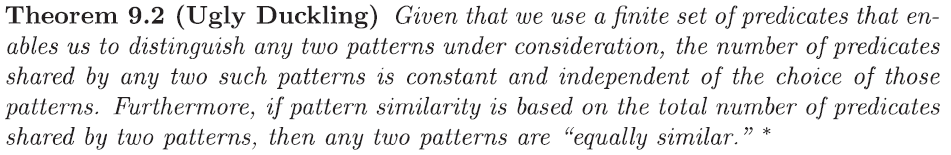 Theorem 9.2 (Ugly Duckling) Given that we use a finite set of predicates that en-
ables us to distinguish any two patterns under consideration, the number of predicates
shared by any two such patterns is constant and independent of the choice of those
patterns. Furthermore, if pattern similarity is based on the total number of predicates
shared by two patterns, then any two patterns are “equally similar.” *